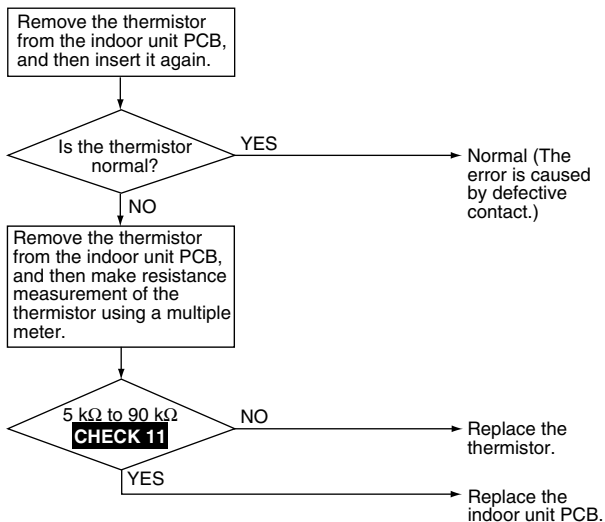 Remove the thermistor
from the indoor unit PCB,
and then insert it again.
Is the thermistor
normal?
YES
Normal (The
error is caused
by defective
contact.)
NO
Remove the thermistor
from the indoor unit PCB,
and then make resistance
measurement of the
thermistor using a multiple
meter.
5 kΩ to 90 kΩ
CHECK 11
NO
Replace the
thermistor.
YES
Replace the
indoor unit PCB.